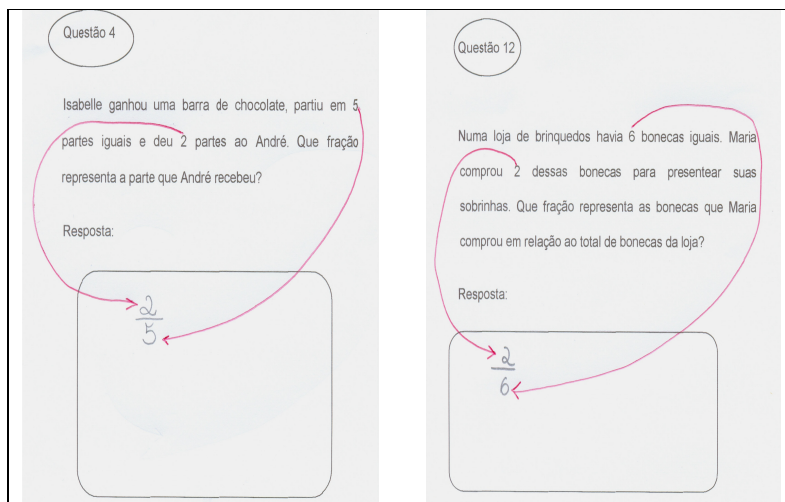 Questão 4
Isabelle ganhou uma barra de chocolate, partiu em 5
partes iguais e deu 2 partes ao André. Que fração
representa a parte que André recebeu?
Resposta:
2
5
Questão 12
Numa loja de brinquedos havia 6 bonecas iguais. Maria
comprou 2 dessas bonecas para presentear suas
sobrinhas. Que fração representa as bonecas que Maria
comprou em relação ao total de bonecas da loja?
Resposta:
2
6